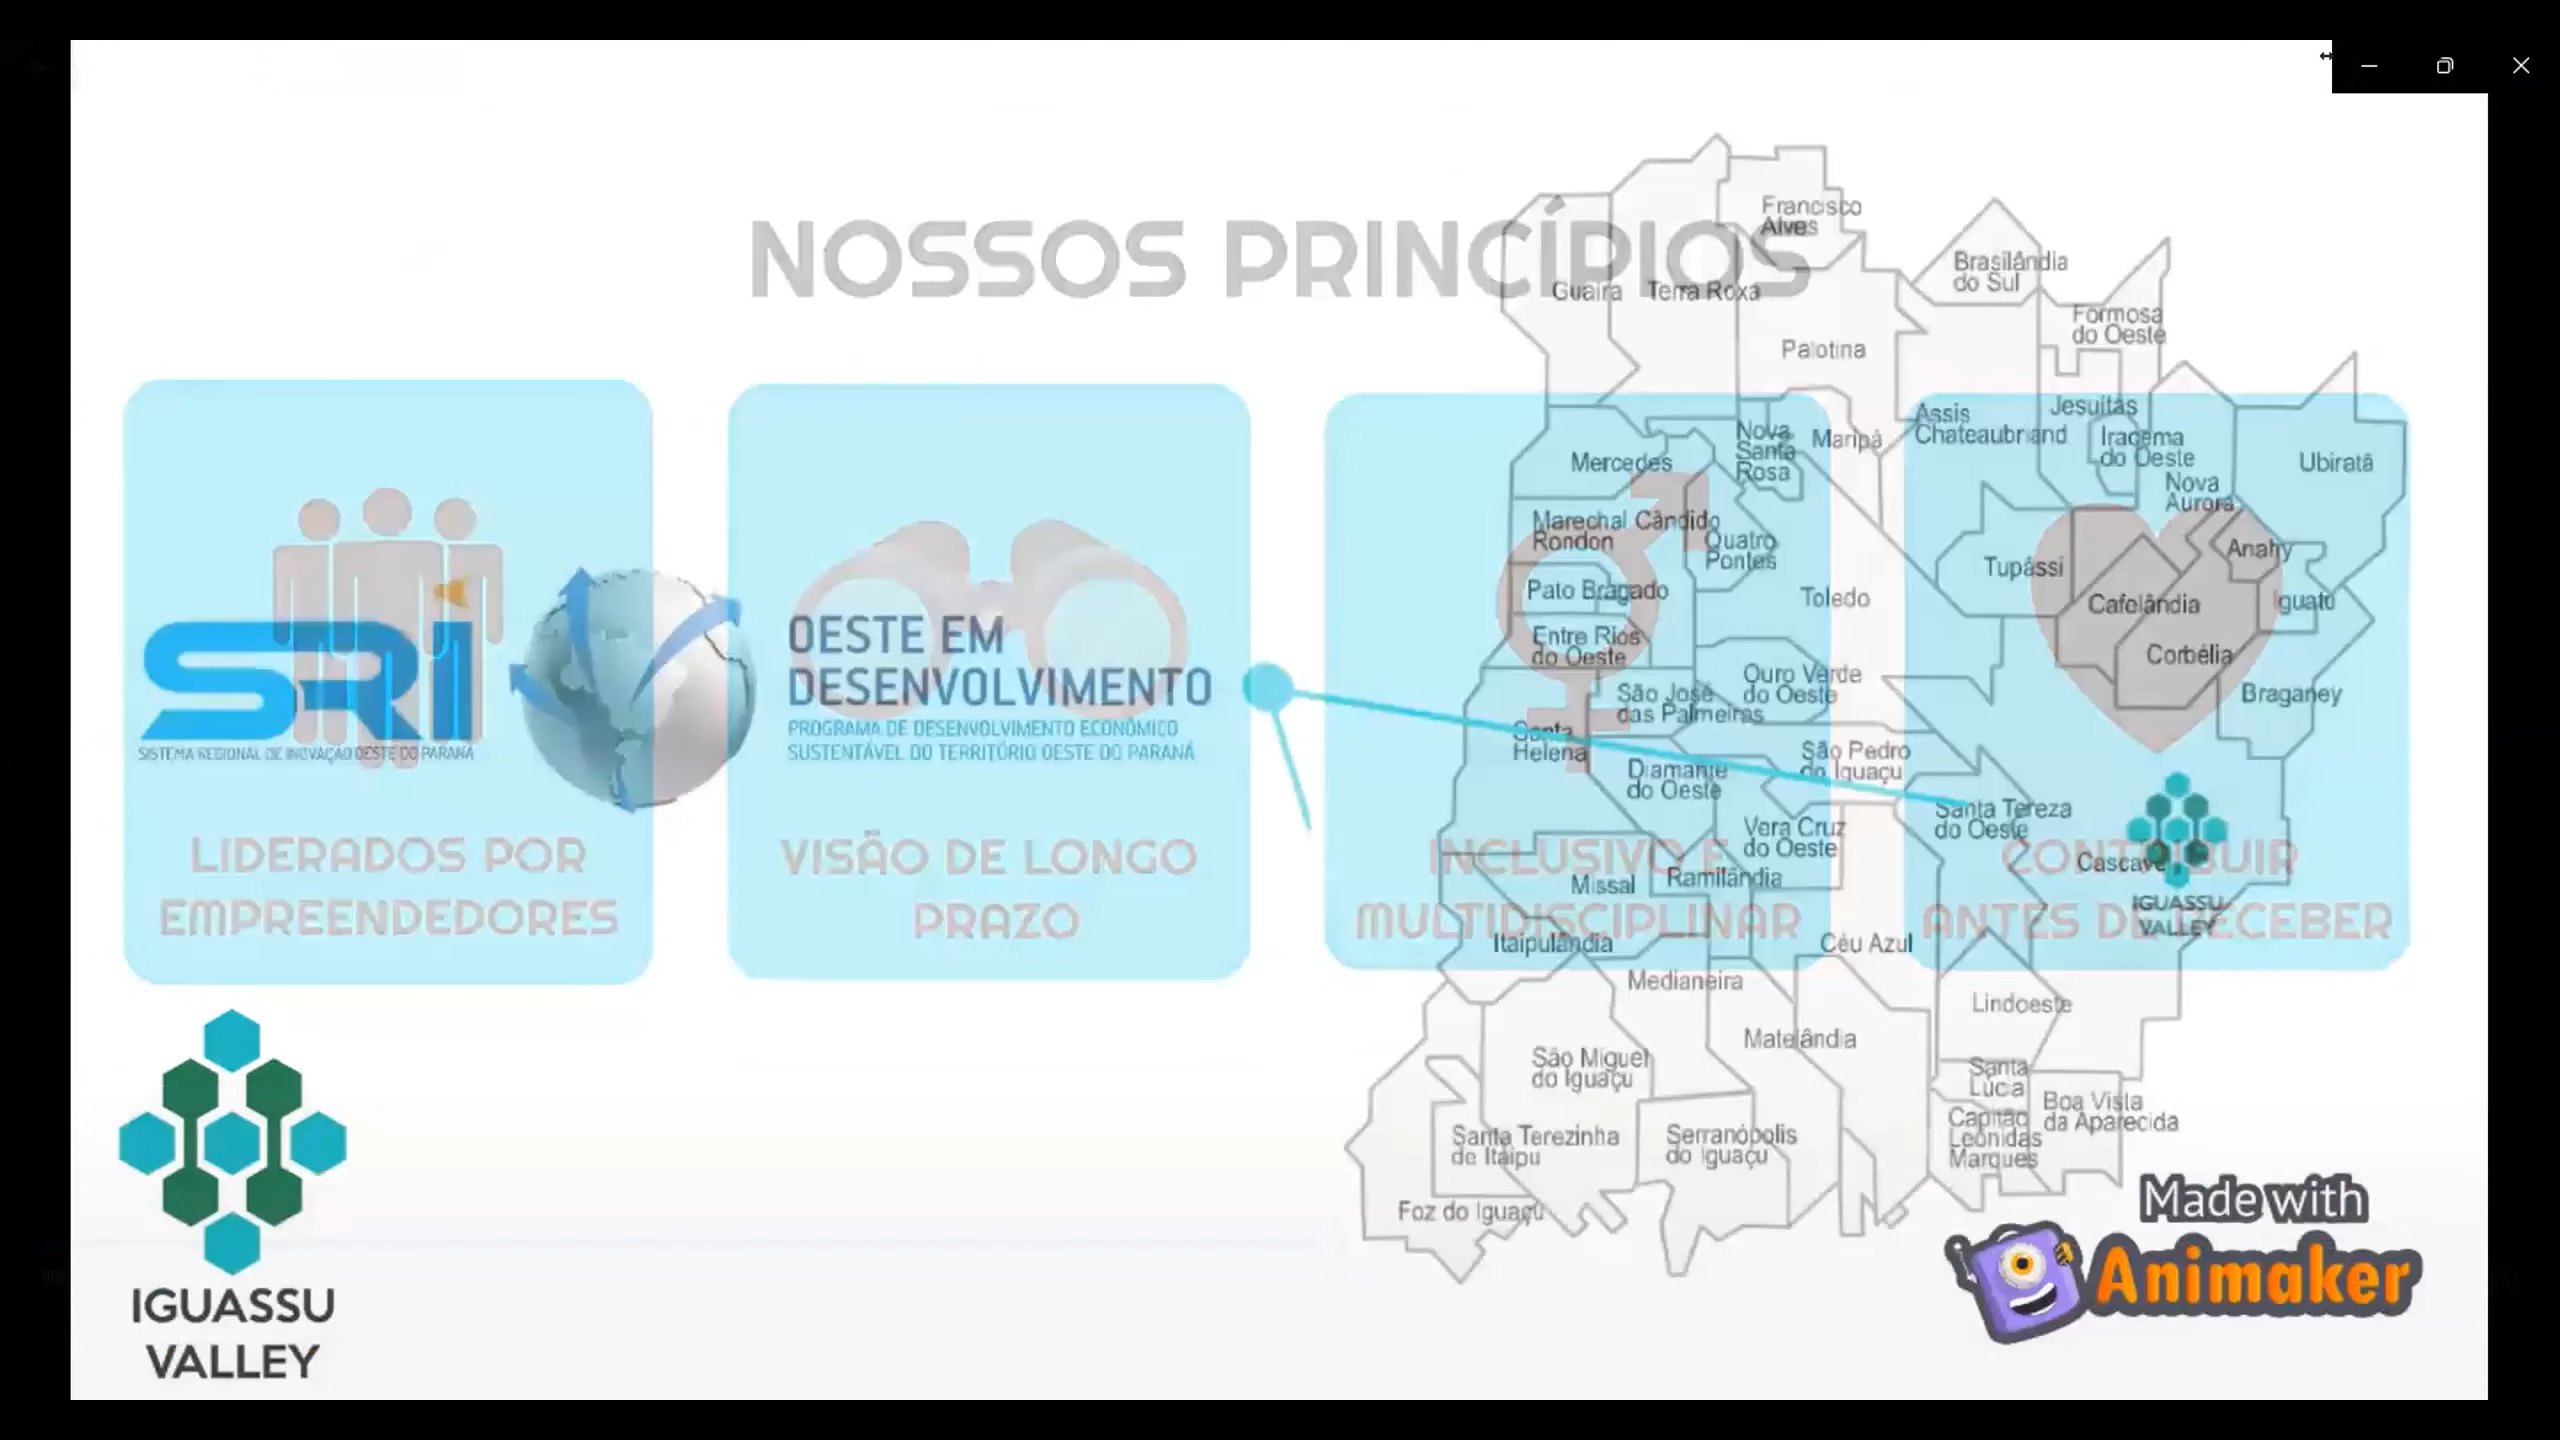 NOSSOS PRINCÍPIOS
Francisco
Alves
Brasilândia
do Sul
Guaíra
Terra Roxa
Formosa
do Oeste
Palotina
Assis
Chateaubriand
Jesuítas
Nova
Santa
Rosa
Maripá
Iracema
do Oeste
Mercedes
Ubiratã
Nova
Aurora
Marechal Cândido
Rondon
Quatro
Pontes
Anahy
Tupãssi
Pato Bragado
Toledo
Cafelândia
Iguatu
Entre Rios
do Oeste
Corbélia
Ouro Verde
do Oeste
São José
das Palmeiras
Braganey
Santa
Helena
São Pedro
do Iguaçu
Diamante
do Oeste
Santa Tereza
do Oeste
Vera Cruz
do Oeste
Cascavel
Missal
Ramilândia
IGUASSU
VALLEY
Itaipulândia
Céu Azul
Medianeira
Lindoeste
Matelândia
São Miguel
do Iguaçu
Santa
Lúcia
Boa Vista
da Aparecida
Capitão
Leônidas
Marques
Santa Terezinha
de Itaipu
Serranópolis
do Iguaçu
Foz do Iguaçu
SRI
SISTEMA REGIONAL DE INOVAÇÃO OESTE DO PARANÁ
OESTE EM
DESENVOLVIMENTO
PROGRAMA DE DESENVOLVIMENTO ECONÔMICO
SUSTENTÁVEL DO TERRITÓRIO OESTE DO PARANÁ
LIDERADOS POR
EMPREENDEDORES
VISÃO DE LONGO
PRAZO
INCLUSIVO E
MULTIDISCIPLINAR
CONTRIBUIR
ANTES DE RECEBER
IGUASSU
VALLEY
Made with
Animaker